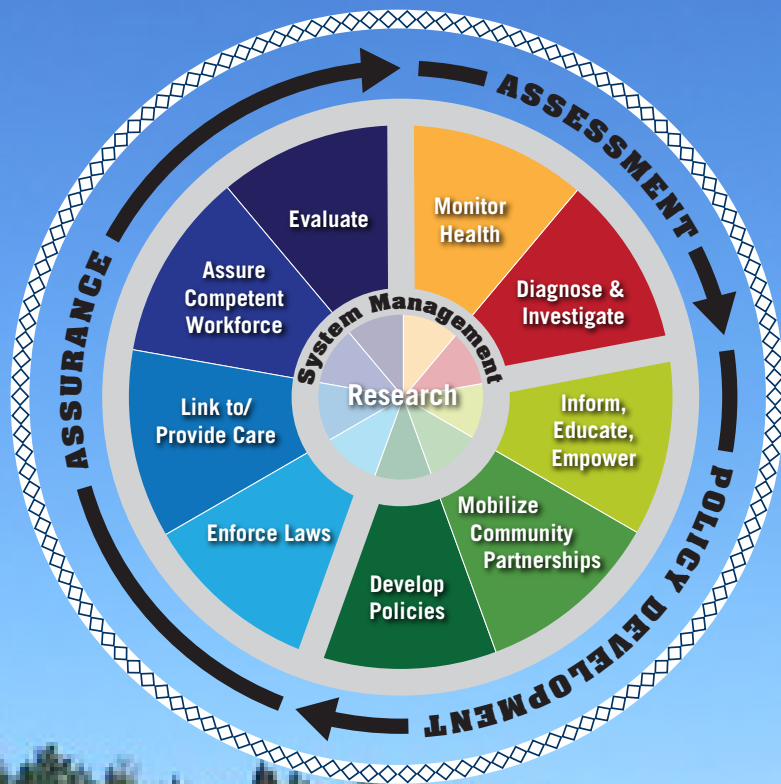 ASSESSMENT
POLICY DEVELOPMENT
ASSURANCE
Monitor
Health
Diagnose &
Investigate
Inform,
Educate,
Empower
Mobilize
Community
Partnerships
Develop
Policies
Enforce Laws
Link to/
Provide Care
Assure
Competent
Workforce
Evaluate
System Management
Research